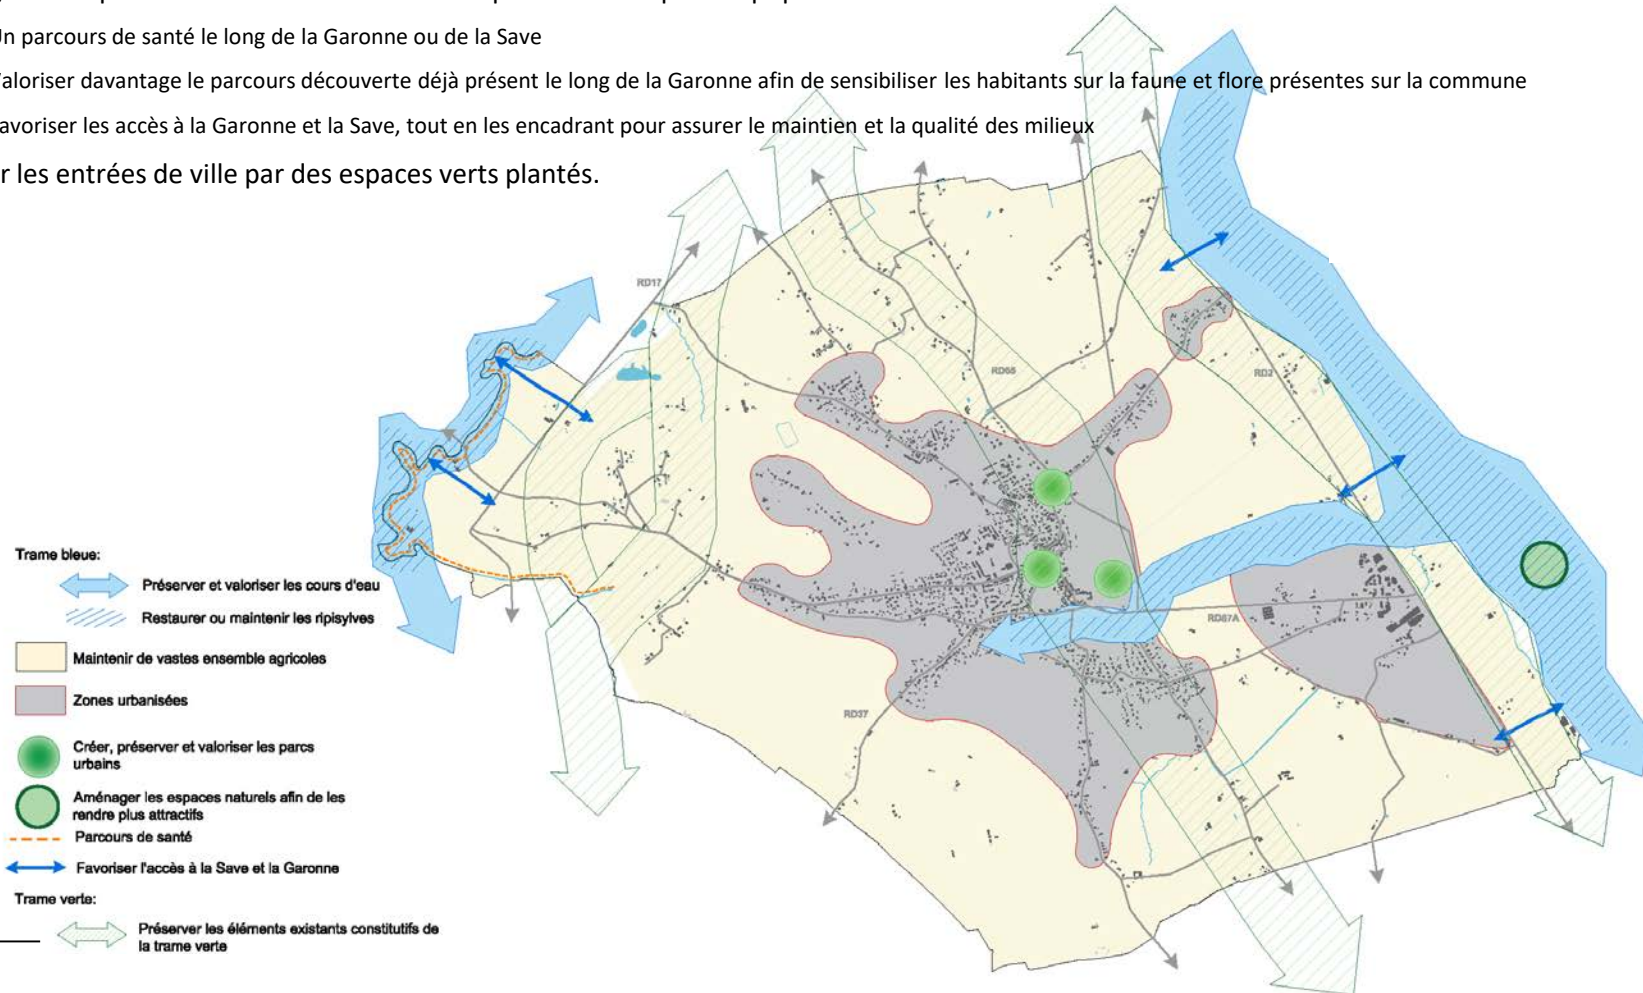 Un parcours de santé le long de la Garonne ou de la Save
Valoriser davantage le parcours découverte déjà présent le long de la Garonne afin de sensibiliser les habitants sur la faune et flore présentes sur la commune
Favoriser les accès à la Garonne et la Save, tout en les encadrant pour assurer le maintien et la qualité des milieux
r les entrées de ville par des espaces verts plantés.
RD17
RD65
RD2
RD87A
RD37
Trame bleue:
Préserver et valoriser les cours d'eau
Restaurer ou maintenir les ripisylves
Maintenir de vastes ensemble agricoles
Zones urbanisées
Créer, préserver et valoriser les parcs
urbains
Aménager les espaces naturels afin de les
rendre plus attractifs
Parcours de santé
Favoriser l'accès à la Save et la Garonne
Trame verte:
Préserver les éléments existants constitutifs de
la trame verte